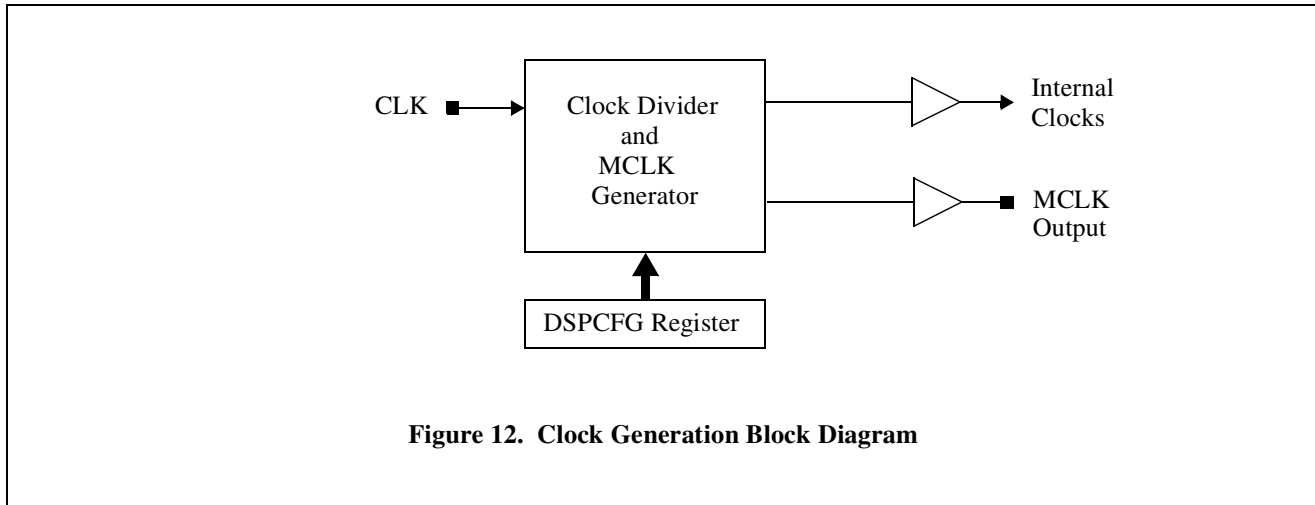 CLK
Clock Divider
and
MCLK
Generator
Internal
Clocks
MCLK
Output
DSPCFG Register
Figure 12. Clock Generation Block Diagram